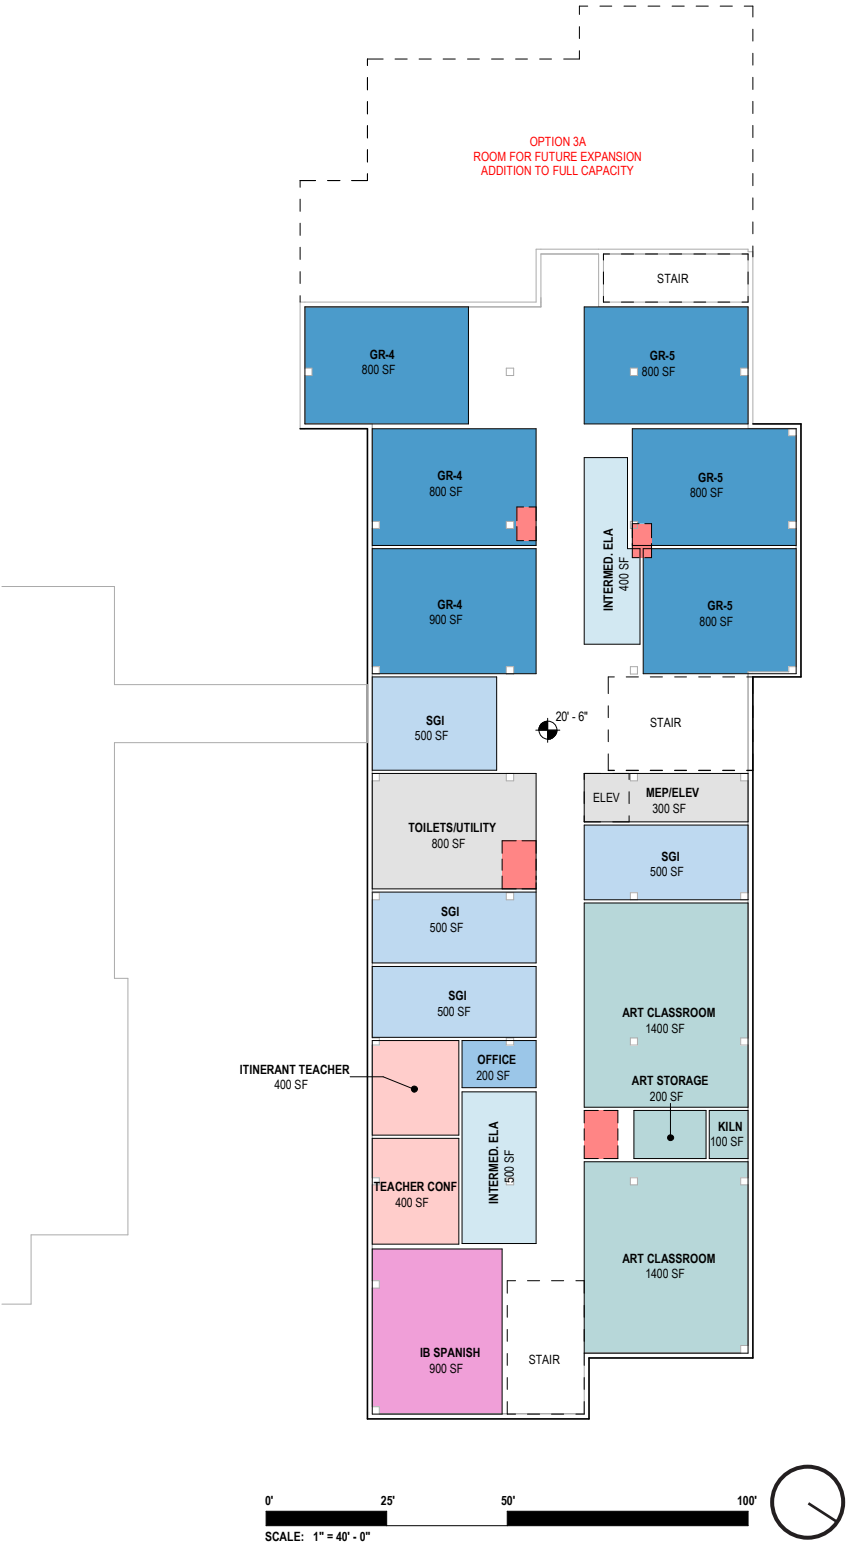 OPTION 3A
ROOM FOR FUTURE EXPANSION
ADDITION TO FULL CAPACITY
STAIR
GR-4
800 SF
GR-5
800 SF
GR-4
800 SF
GR-5
800 SF
INTERMED. ELA
400 SF
GR-4
900 SF
GR-5
800 SF
SGI
500 SF
20' - 6"
STAIR
ELEV
MEP/ELEV
300 SF
TOILETS/UTILITY
800 SF
SGI
500 SF
SGI
500 SF
SGI
500 SF
ART CLASSROOM
1400 SF
ITINERANT TEACHER
400 SF
OFFICE
200 SF
ART STORAGE
200 SF
KILN
100 SF
INTERMED. ELA
500 SF
TEACHER CONF
400 SF
ART CLASSROOM
1400 SF
IB SPANISH
900 SF
STAIR
0' 25' 50' 100'
SCALE: 1" = 40' - 0"